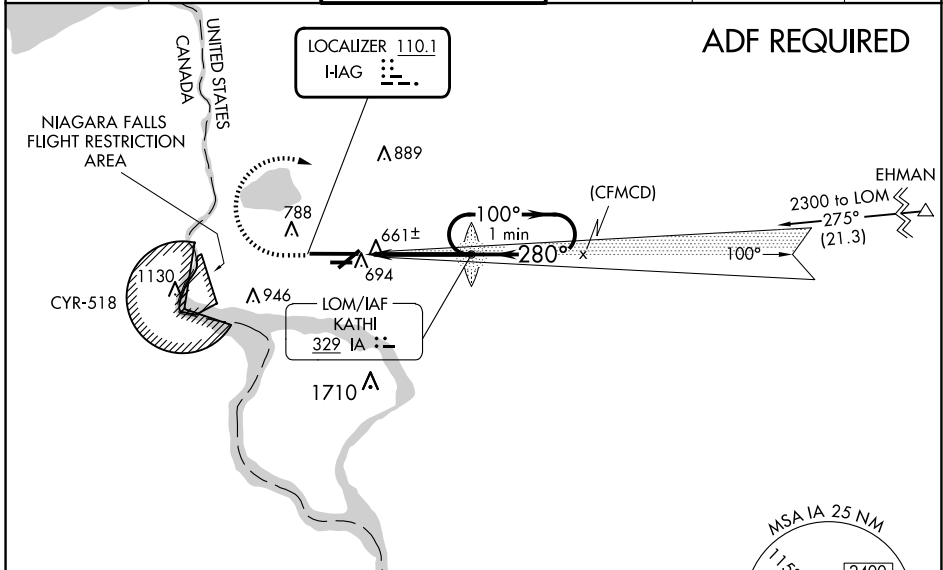 UNITED STATES
CANADA
LOCALIZER 110.1
I-IAG
ADF REQUIRED
NIAGARA FALLS
FLIGHT RESTRICTION
AREA
889
EHMAN
(CFMCD)
2300 to LOM
275°
(21.3)
788
100°
1 min
661±
280°
x
100°
694
1130
CYR-518
946
LOM/IAF
KATHI
329 IA
1710
MSA IA 25 NM